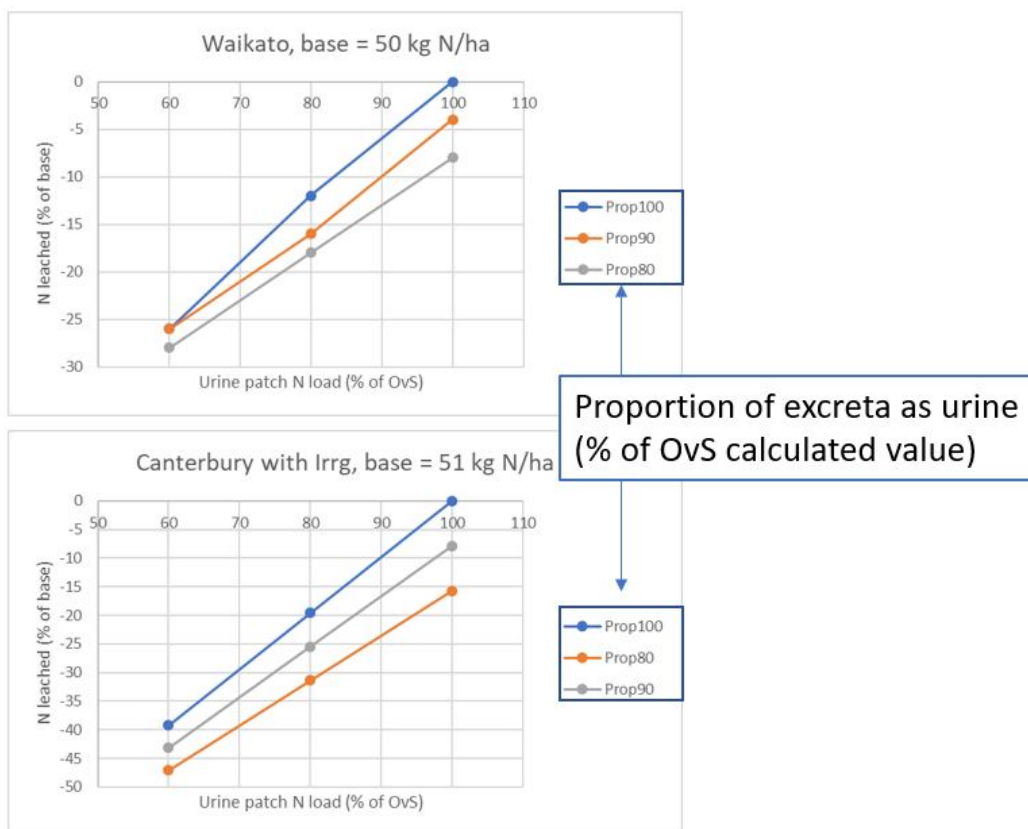 Waikato, base = 50 kg N/ha
0
50 60 70 80 90 100 110
-5
-10
-15
-20
-25
-30
N leached (% of base)
Urine patch N load (% of OvS)
Prop100
Prop90
Prop80
Proportion of excreta as urine
(% of OvS calculated value)
Canterbury with Irrg, base = 51 kg N/ha
0
50 60 70 80 90 100 110
-5
-10
-15
-20
-25
-30
-35
-40
-45
-50
N leached (% of base)
Urine patch N load (% of OvS)
Prop100
Prop80
Prop90